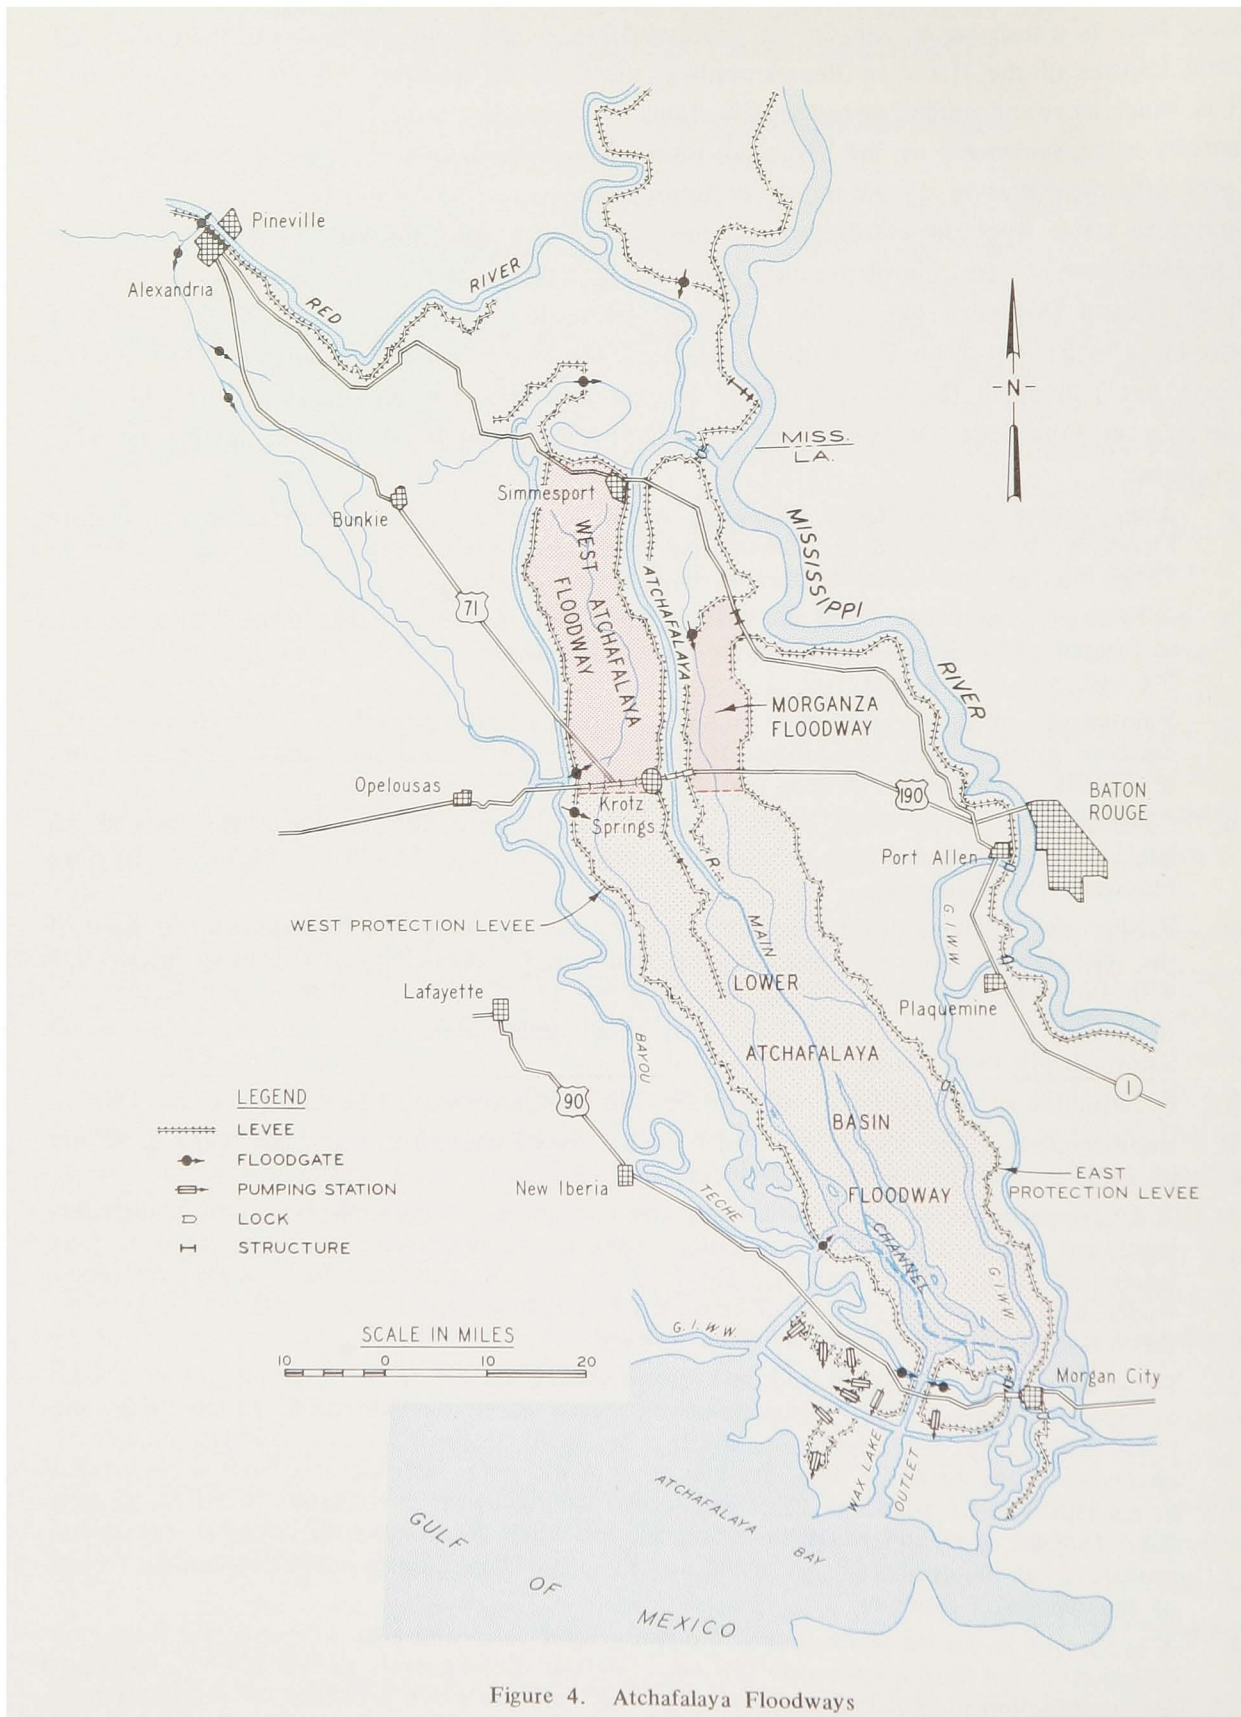 Pineville
Alexandria
RED
RIVER
- N -
MISS.
LA.
Simmesport
Bunkie
71
WEST ATCHAFALAYA
FLOODWAY
ATCHAFALAYA
R.
MISSISSIPPI
RIVER
MORGANZA
FLOODWAY
Opelousas
Krotz
Springs
190
BATON
ROUGE
Port Allen
WEST PROTECTION LEVEE
G I W W
MAIN
LOWER
Lafayette
Plaquemine
BAYOU
ATCHAFALAYA
1
90
BASIN
LEGEND
LEVEE
FLOODGATE
PUMPING STATION
LOCK
STRUCTURE
New Iberia
TECHE
FLOODWAY
EAST
PROTECTION LEVEE
CHANNEL
G I W W
SCALE IN MILES
10 0 10 20
G. I. W. W.
Morgan City
WAX LAKE
OUTLET
ATCHAFALAYA
BAY
GULF
OF
MEXICO
Figure 4. Atchafalaya Floodways